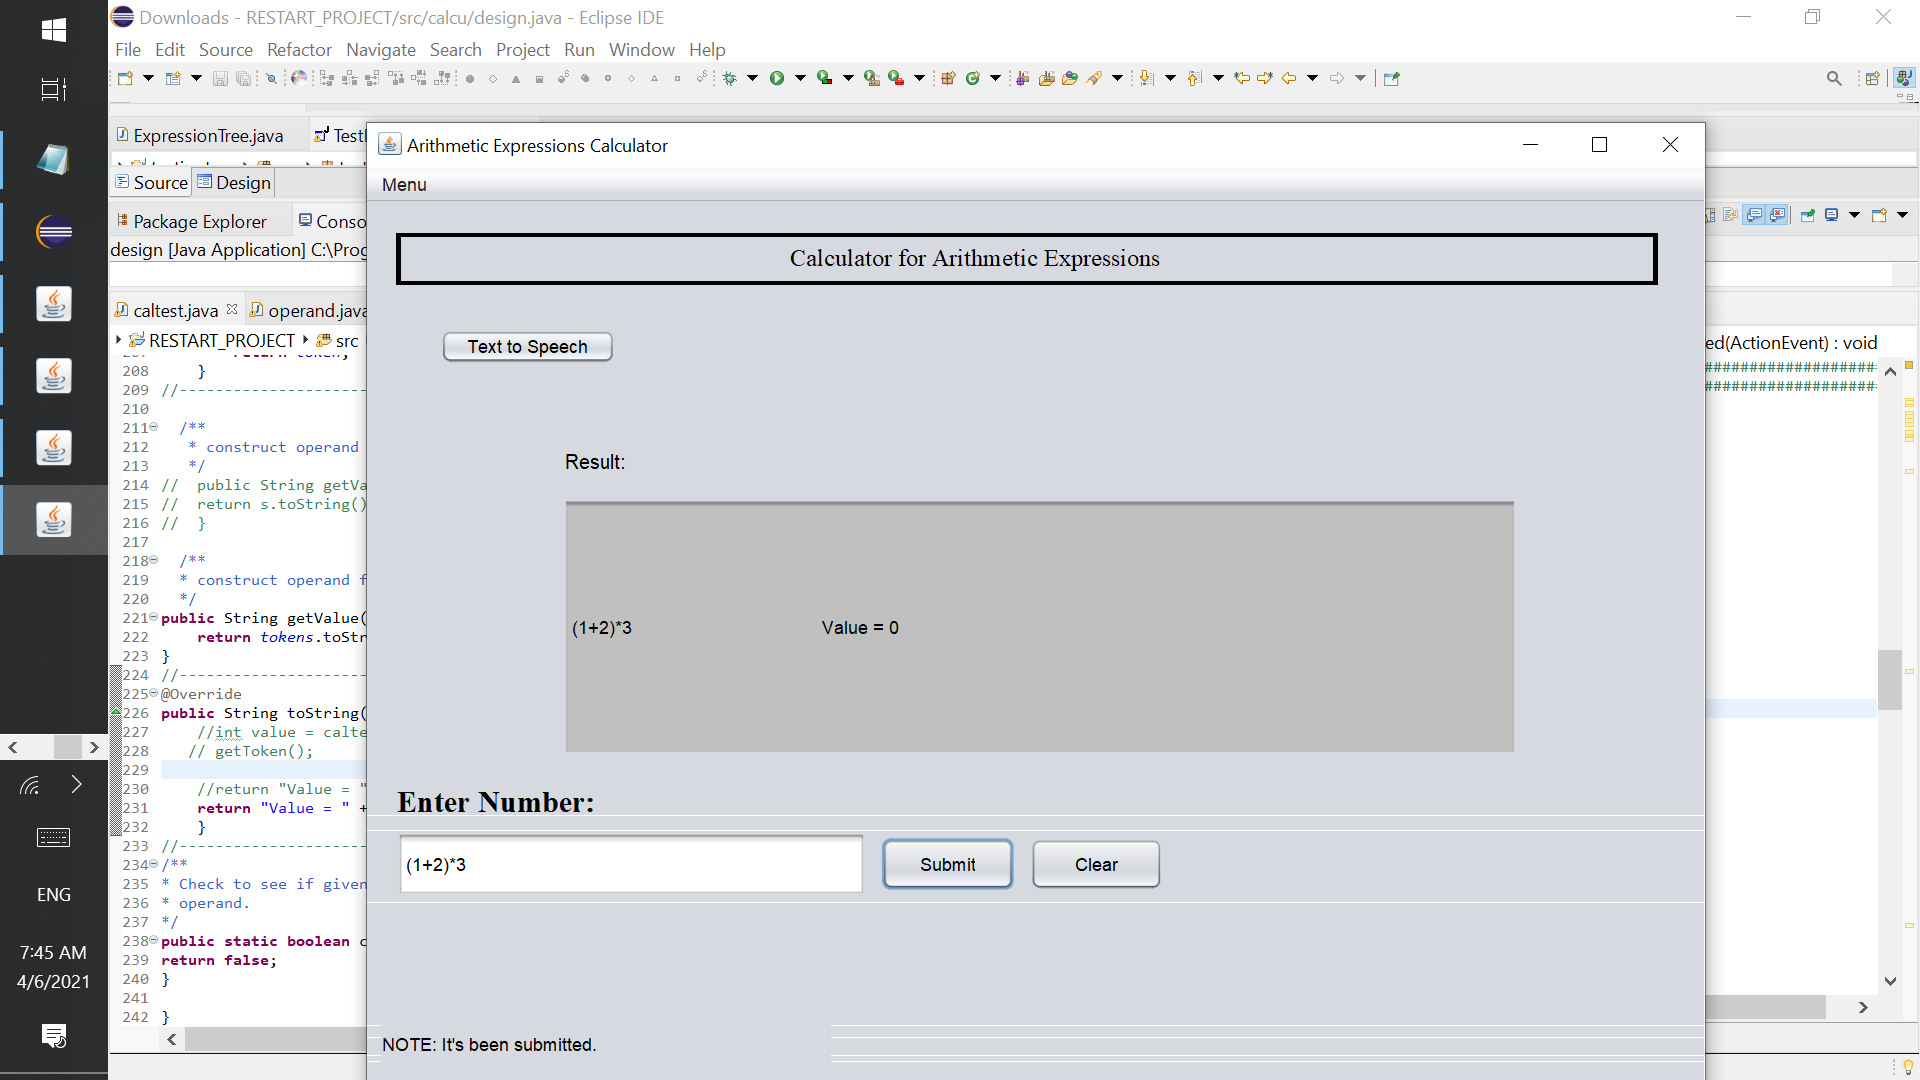 Downloads - RESTART_PROJECT/src/calcu/design.java - Eclipse IDE
File Edit Source Refactor Navigate Search Project Run Window Help
ExpressionTree.java
Source Design
Package Explorer
design [Java Application] C:\Prog
caltest.java operand.java
RESTART_PROJECT src
ed(ActionEvent) : void
208 }
209 //---------------------
210
211 /**
212 * construct operand
213 */
214 // public String getVa
215 // return s.toString()
216 // }
217
218 /**
219 * construct operand f
220 */
221 public String getValue(
222 return tokens.toStr
223 }
224 //---------------------
225 @Override
226 public String toString(
227 //int value = calte
228 // getToken();
229
230 //return "Value = "
231 return "Value = " +
232 }
233 //---------------------
234 /**
235 * Check to see if given
236 * operand.
237 */
238 public static boolean c
239 return false;
240 }
241
242 }
Arithmetic Expressions Calculator
Menu
Calculator for Arithmetic Expressions
Text to Speech
Result:
(1+2)*3 Value = 0
Enter Number:
(1+2)*3 Submit Clear
NOTE: It's been submitted.
ENG
7:45 AM
4/6/2021